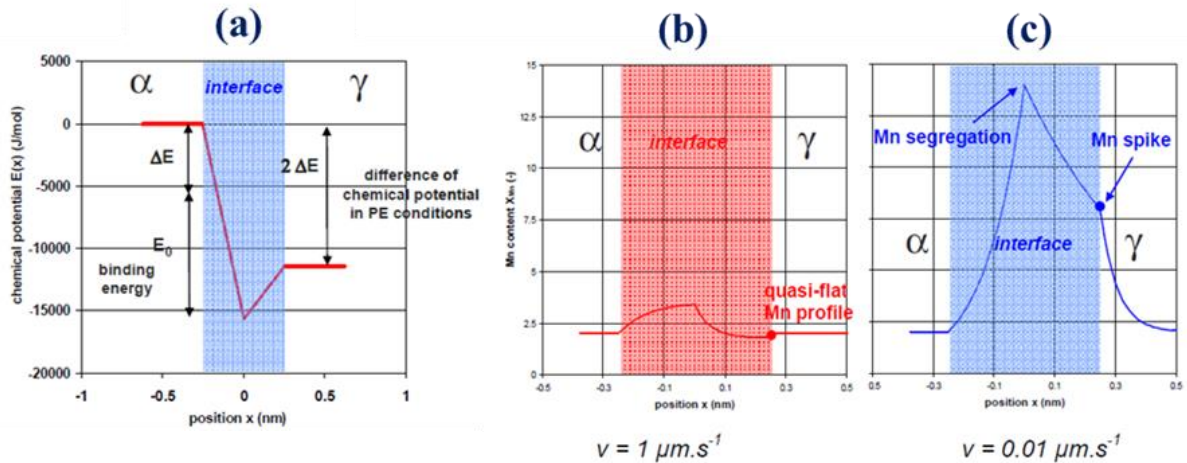 (a)
(b)
(c)
5000
0
-5000
-10000
-15000
-20000
chemical potential E(x) (J/mol)
α
interface
γ
ΔE
2 ΔE
E0
binding
energy
difference of
chemical potential
in PE conditions
-1
-0.5
0
0.5
1
position x (nm)
15
12.5
10
7.5
5
2.5
0
Mn content XMn (-)
α
interface
γ
quasi-flat
Mn profile
-0.5
-0.3
-0.1
0.1
0.3
0.5
position x (nm)
v = 1 µm.s-1
Mn segregation
Mn spike
α
interface
γ
0.5
-0.3
-0.1
0.1
0.3
0.5
position x (nm)
v = 0.01 µm.s-1